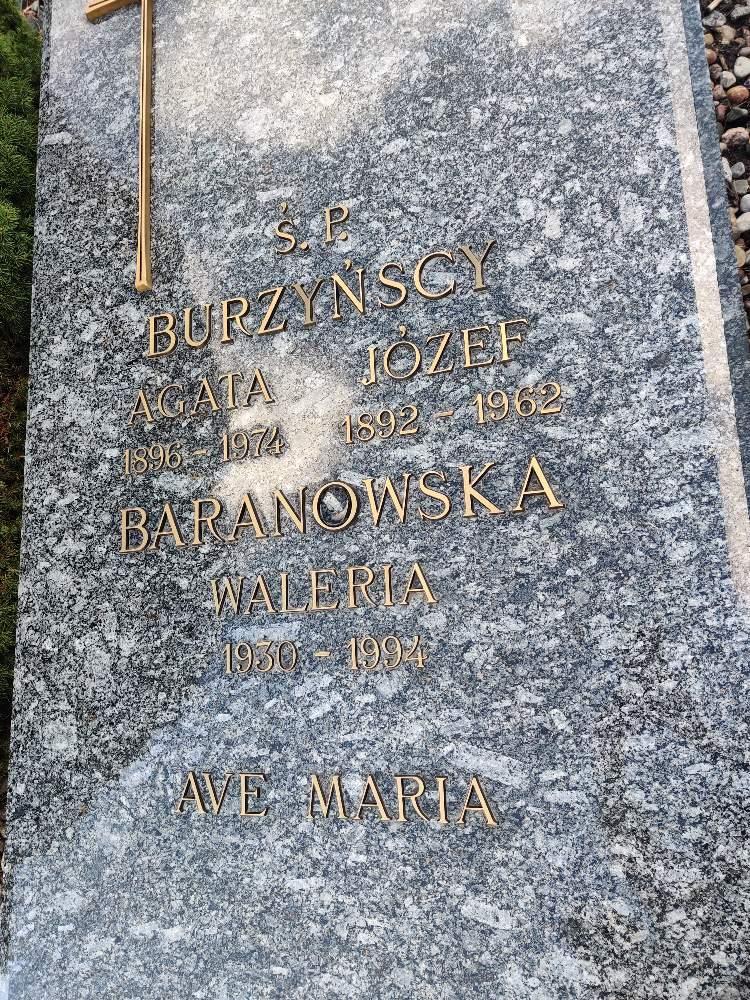 Ś. P.
BURZYŃSCY
AGATA JÓZEF
1896 - 1974 1892 - 1962
BARANOWSKA
WALERIA
1930 - 1994
AVE MARIA